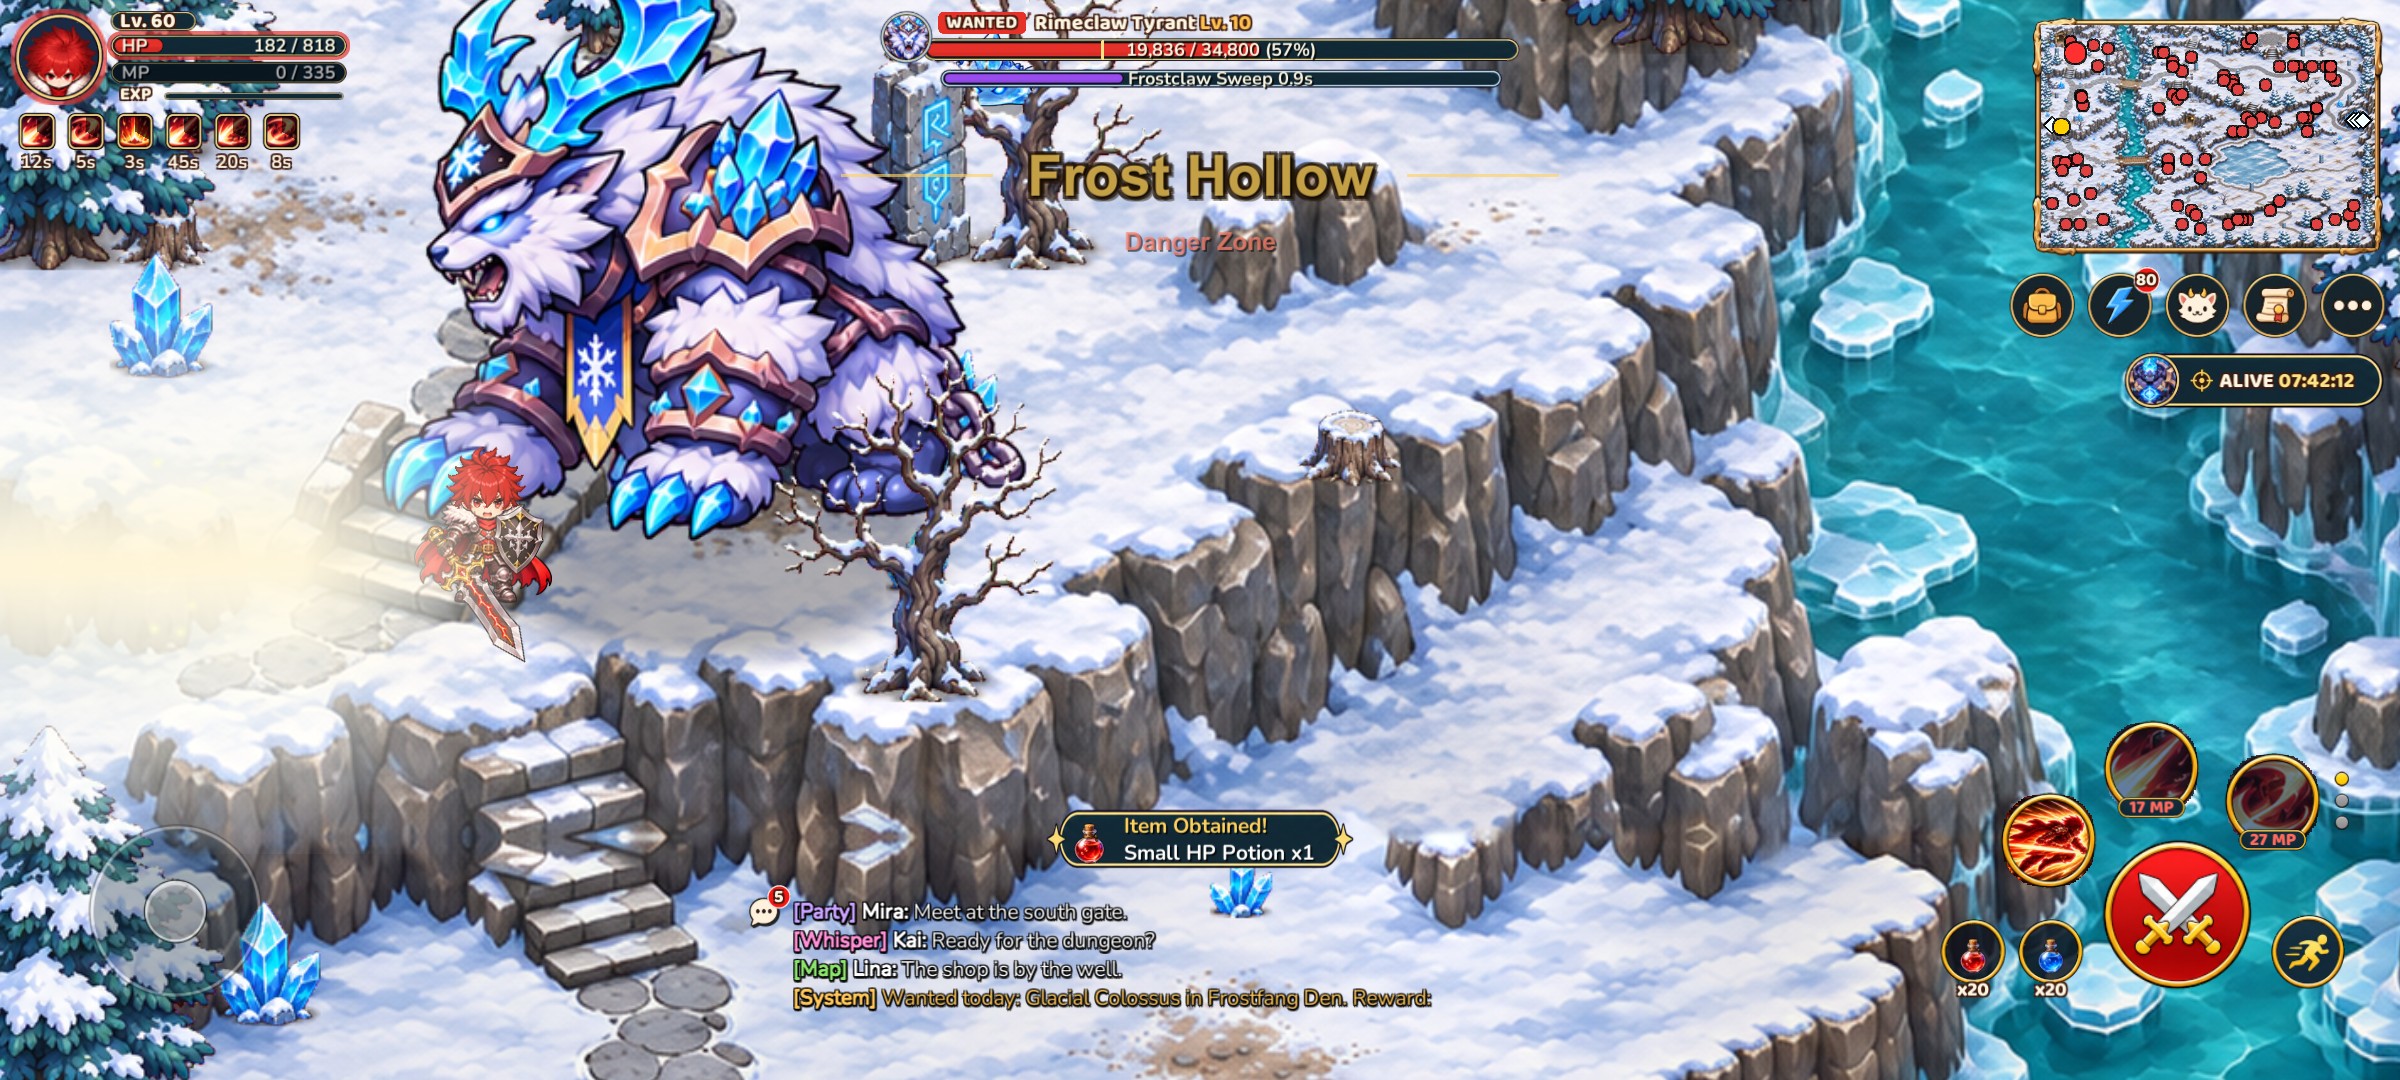 Lv. 60
HP 182 / 818
MP 0 / 335
EXP
12s 5s 3s 45s 20s 8s
WANTED Rimeclaw Tyrant Lv. 10
19,836 / 34,800 (57%)
Frostclaw Sweep 0.9s
Frost Hollow
Danger Zone
80
ALIVE 07:42:12
Item Obtained!
Small HP Potion x1
5
[Party] Mira: Meet at the south gate.
[Whisper] Kai: Ready for the dungeon?
[Map] Lina: The shop is by the well.
[System] Wanted today: Glacial Colossus in Frostfang Den. Reward:
17 MP
27 MP
x20
x20